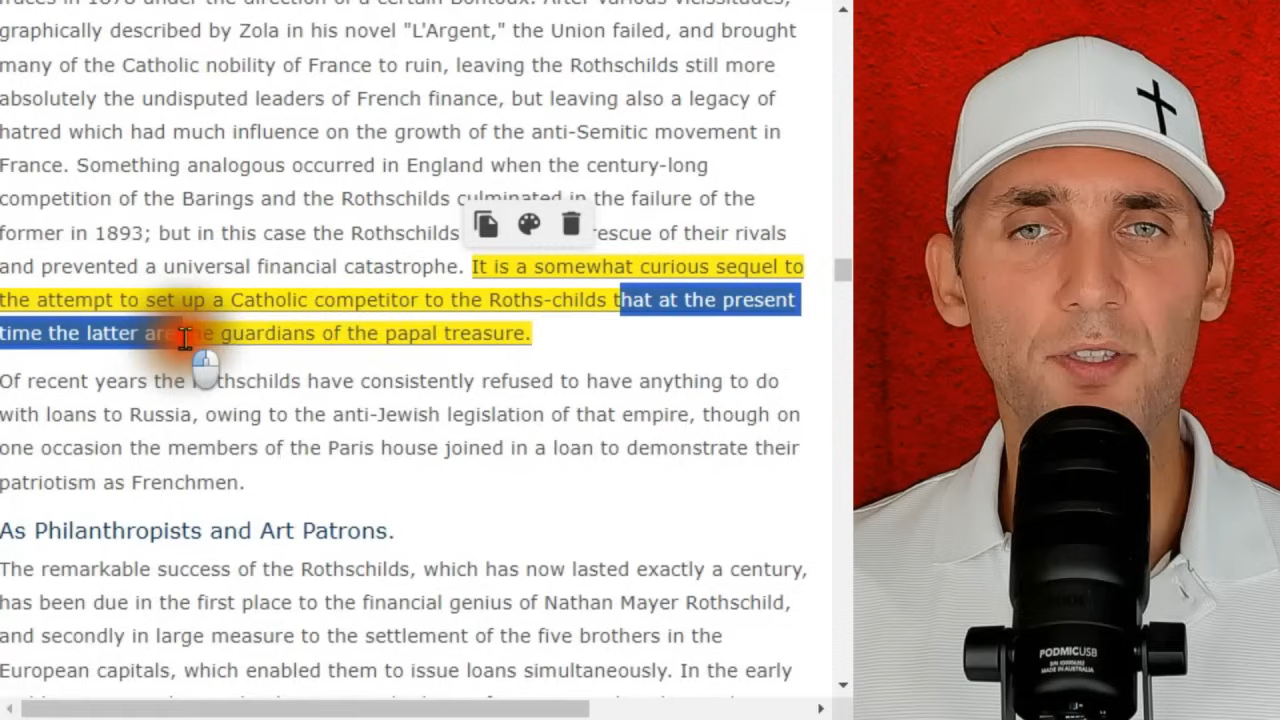 graphically described by Zola in his novel "L'Argent," the Union failed, and brought
many of the Catholic nobility of France to ruin, leaving the Rothschilds still more
absolutely the undisputed leaders of French finance, but leaving also a legacy of
hatred which had much influence on the growth of the anti-Semitic movement in
France. Something analogous occurred in England when the century-long
competition of the Barings and the Rothschilds culminated in the failure of the
former in 1893; but in this case the Rothschilds rescue of their rivals
and prevented a universal financial catastrophe. It is a somewhat curious sequel to
the attempt to set up a Catholic competitor to the Roths-childs that at the present
time the latter are the guardians of the papal treasure.
Of recent years the Rothschilds have consistently refused to have anything to do
with loans to Russia, owing to the anti-Jewish legislation of that empire, though on
one occasion the members of the Paris house joined in a loan to demonstrate their
patriotism as Frenchmen.
As Philanthropists and Art Patrons.
The remarkable success of the Rothschilds, which has now lasted exactly a century,
has been due in the first place to the financial genius of Nathan Mayer Rothschild,
and secondly in large measure to the settlement of the five brothers in the
European capitals, which enabled them to issue loans simultaneously. In the early
PODMICUSB
MADE IN AUSTRALIA